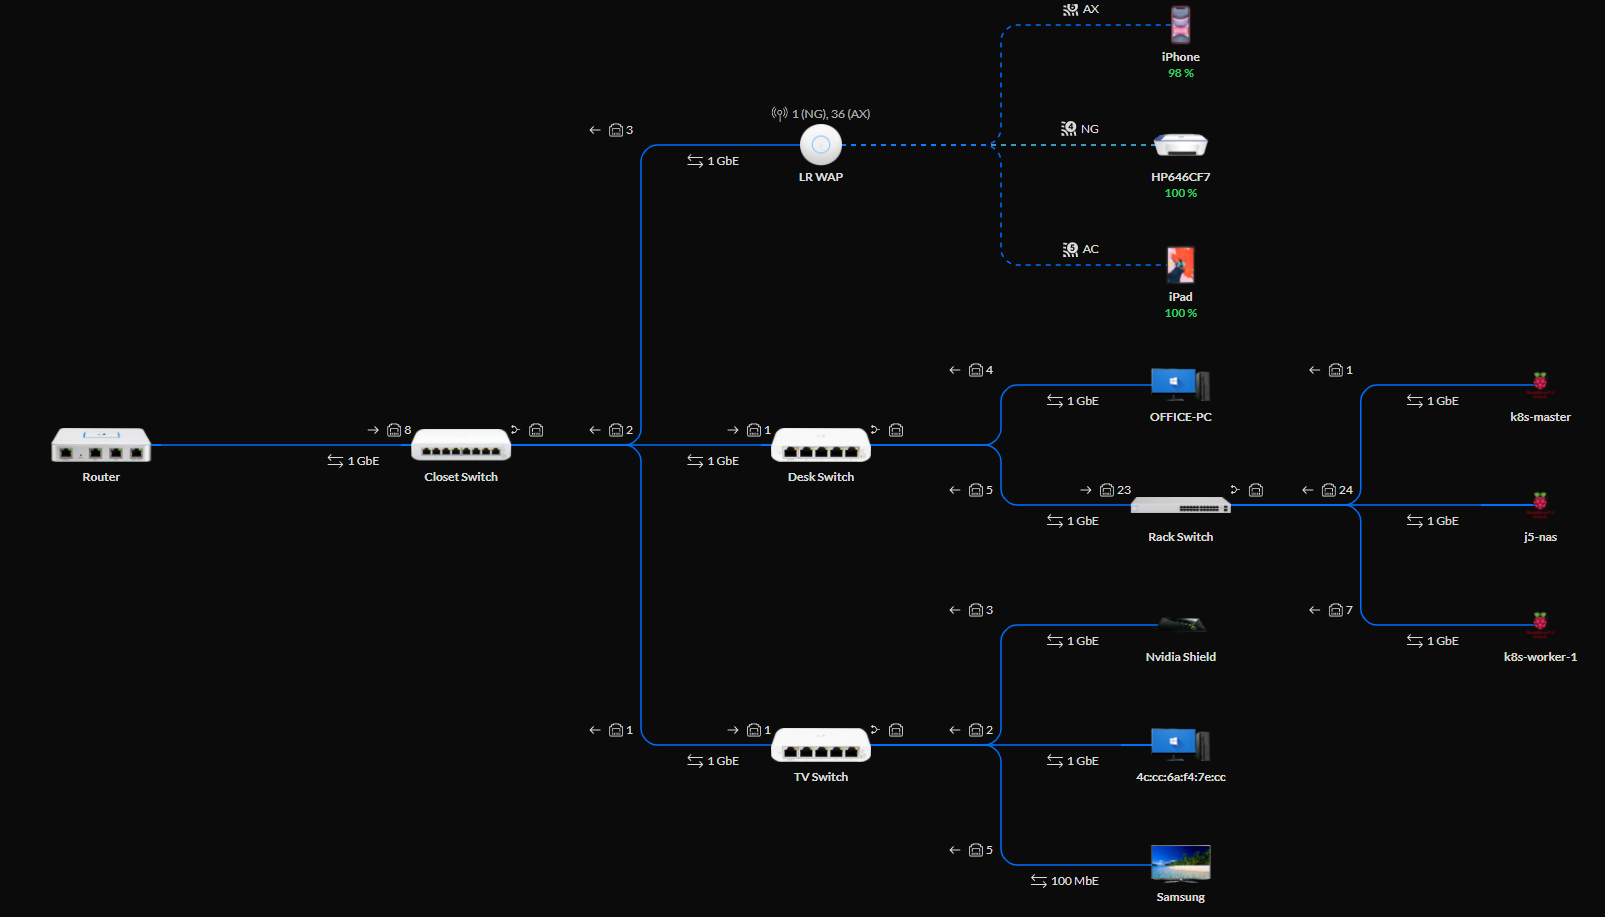 AX
iPhone
98 %
1 (NG), 36 (AX)
3
4 NG
1 GbE
LR WAP
HP646CF7
100 %
5 AC
iPad
100 %
4
1
1 GbE
1 GbE
OFFICE-PC
k8s-master
8
2
1
1 GbE
1 GbE
Router
Closet Switch
Desk Switch
5
23
24
1 GbE
1 GbE
Rack Switch
j5-nas
3
7
1 GbE
1 GbE
Nvidia Shield
k8s-worker-1
1
1
2
1 GbE
1 GbE
TV Switch
4c:cc:6a:f4:7e:cc
5
100 MbE
Samsung